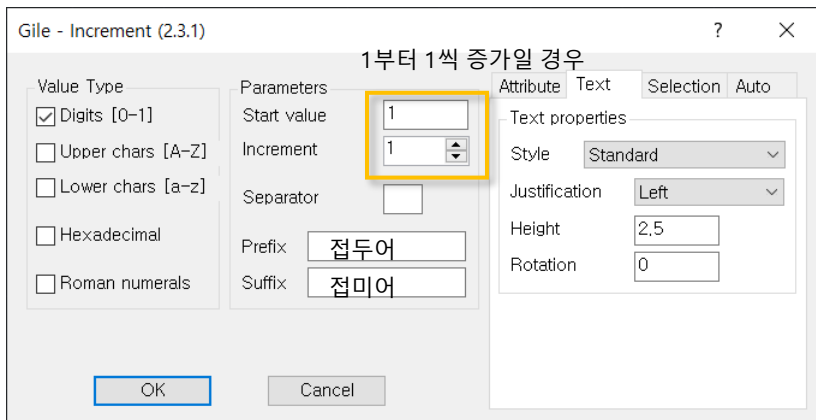 Gile - Increment (2.3.1) ?
1부터 1씩 증가일 경우
Value Type
Digits [0-1]
Upper chars [A-Z]
Lower chars [a-z]
Hexadecimal
Roman numerals
Parameters
Start value 1
Increment 1
Separator
Prefix 접두어
Suffix 접미어
Attribute Text Selection Auto
Text properties
Style Standard
Justification Left
Height 2.5
Rotation 0
OK Cancel